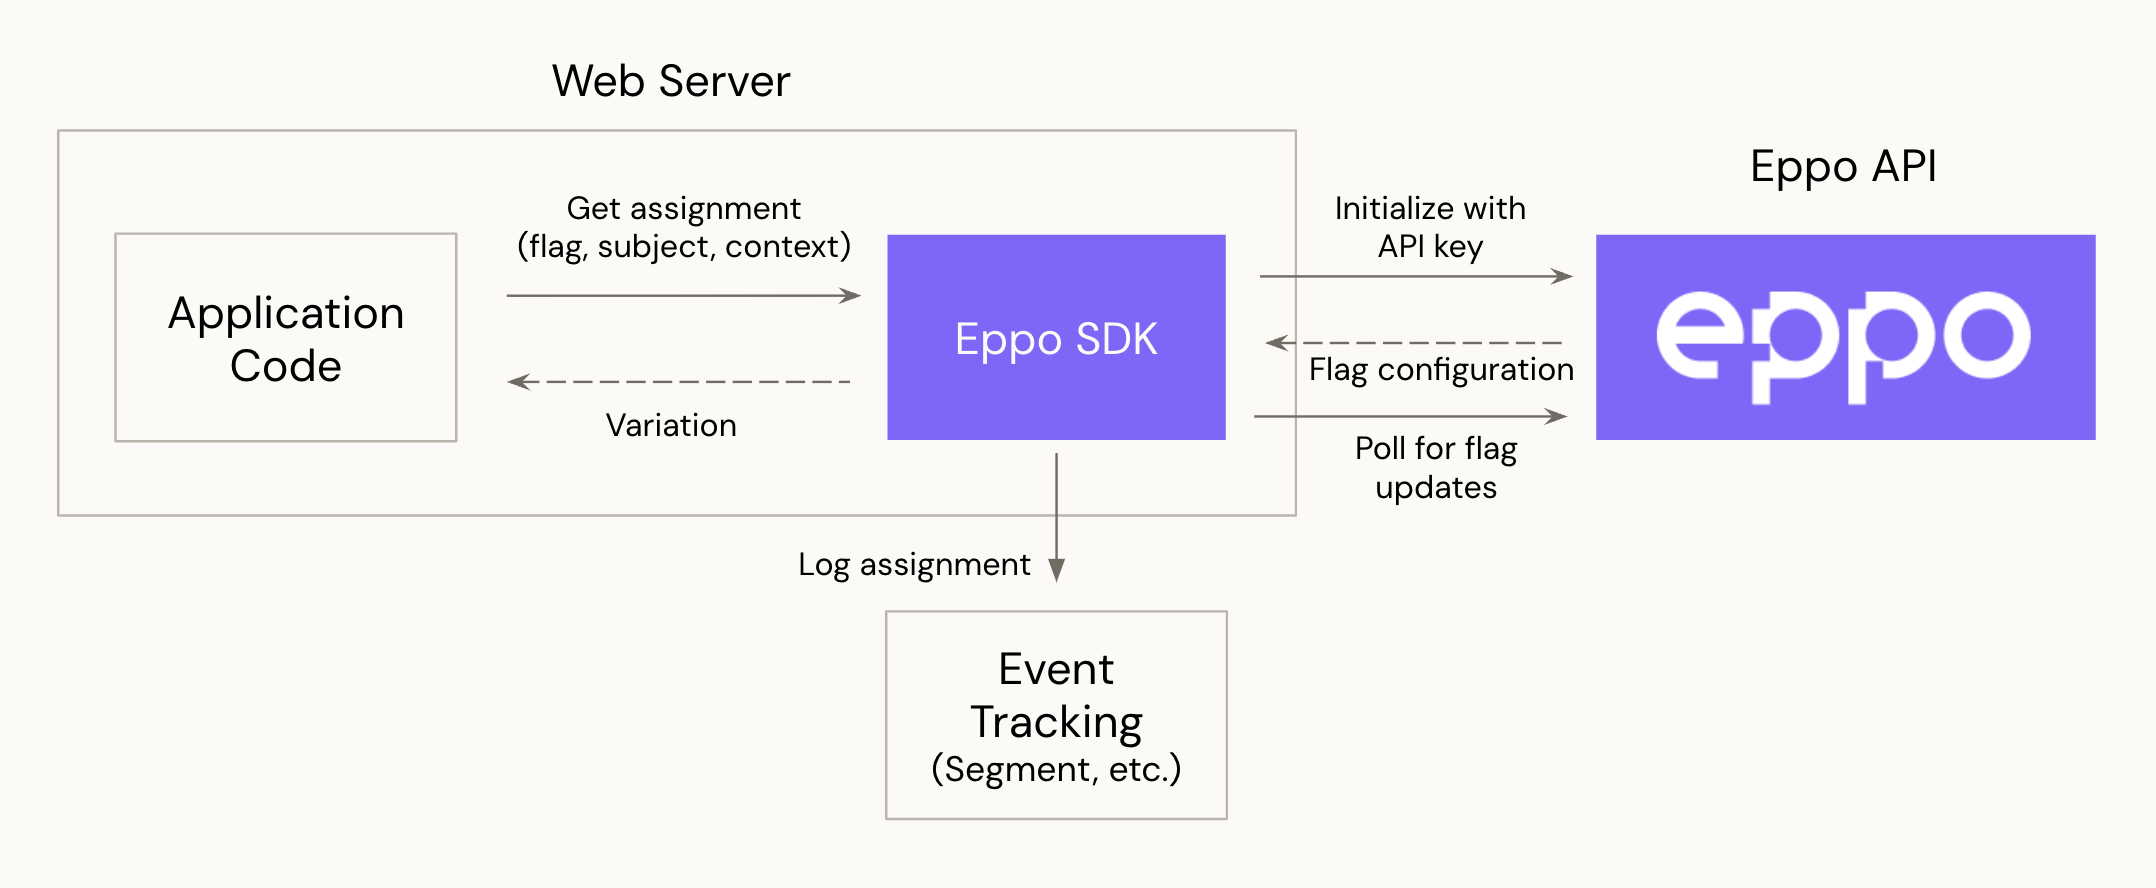 Web Server
Eppo API
Get assignment
(flag, subject, context)
Initialize with
API key
Application
Code
Eppo SDK
eppo
Flag configuration
Variation
Poll for flag
updates
Log assignment
Event
Tracking
(Segment, etc.)